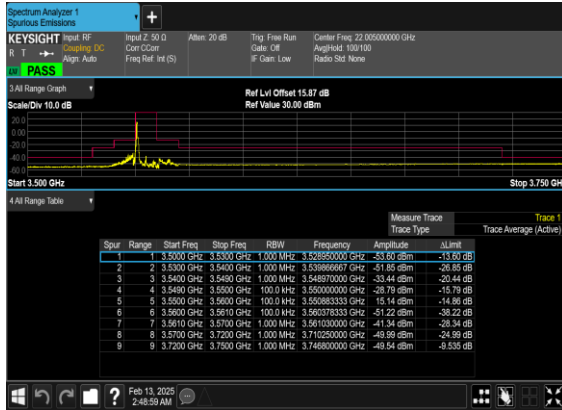 Spectrum Analyzer 1
Spurious Emissions
+
KEYSIGHT Input: RF Input Z: 50 Ω Atten: 20 dB Trig: Free Run Center Freq: 22.005000000 GHz
R T Coupling: DC Corr CCorr Gate: Off Avg|Hold: 100/100
Align: Auto Freq Ref: Int (S) IF Gain: Low Radio Std: None
PASS
3 All Range Graph
Ref Lvl Offset 15.87 dB
Scale/Div 10.0 dB Ref Value 30.00 dBm
20.0
0.00
-20.0
-40.0
-60.0
Start 3.500 GHz Stop 3.750 GH
4 All Range Table
Measure Trace Trace 1
Trace Type Trace Average (Active)
Spur Range Start Freq Stop Freq RBW Frequency Amplitude ΔLimit
1 1 3.5000 GHz 3.5300 GHz 1.000 MHz 3.528950000 GHz -53.60 dBm -13.60 dB
2 2 3.5300 GHz 3.5400 GHz 1.000 MHz 3.539866667 GHz -51.85 dBm -26.85 dB
3 3 3.5400 GHz 3.5490 GHz 1.000 MHz 3.548970000 GHz -33.44 dBm -20.44 dB
4 4 3.5490 GHz 3.5500 GHz 100.0 kHz 3.550000000 GHz -28.79 dBm -15.79 dB
5 5 3.5500 GHz 3.5600 GHz 100.0 kHz 3.550883333 GHz 15.14 dBm -14.86 dB
6 6 3.5600 GHz 3.5610 GHz 100.0 kHz 3.560378333 GHz -51.22 dBm -38.22 dB
7 7 3.5610 GHz 3.5700 GHz 1.000 MHz 3.561030000 GHz -41.34 dBm -28.34 dB
8 8 3.5700 GHz 3.7200 GHz 1.000 MHz 3.710250000 GHz -49.99 dBm -24.99 dB
9 9 3.7200 GHz 3.7500 GHz 1.000 MHz 3.746800000 GHz -49.54 dBm -9.535 dB
? Feb 13, 2025
2:48:59 AM